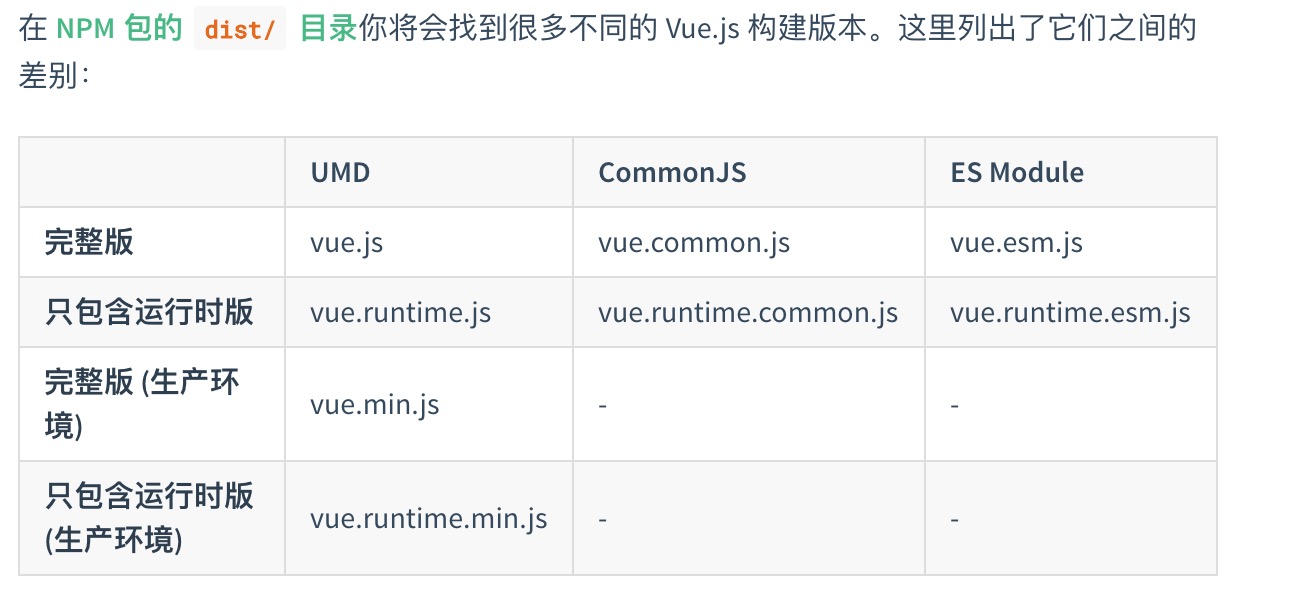 在 NPM 包的 dist/ 目录你将会找到很多不同的 Vue.js 构建版本。这里列出了它们之间的
差别：
UMD CommonJS ES Module
完整版 vue.js vue.common.js vue.esm.js
只包含运行时版 vue.runtime.js vue.runtime.common.js vue.runtime.esm.js
完整版 (生产环
境) vue.min.js - -
只包含运行时版
(生产环境) vue.runtime.min.js - -